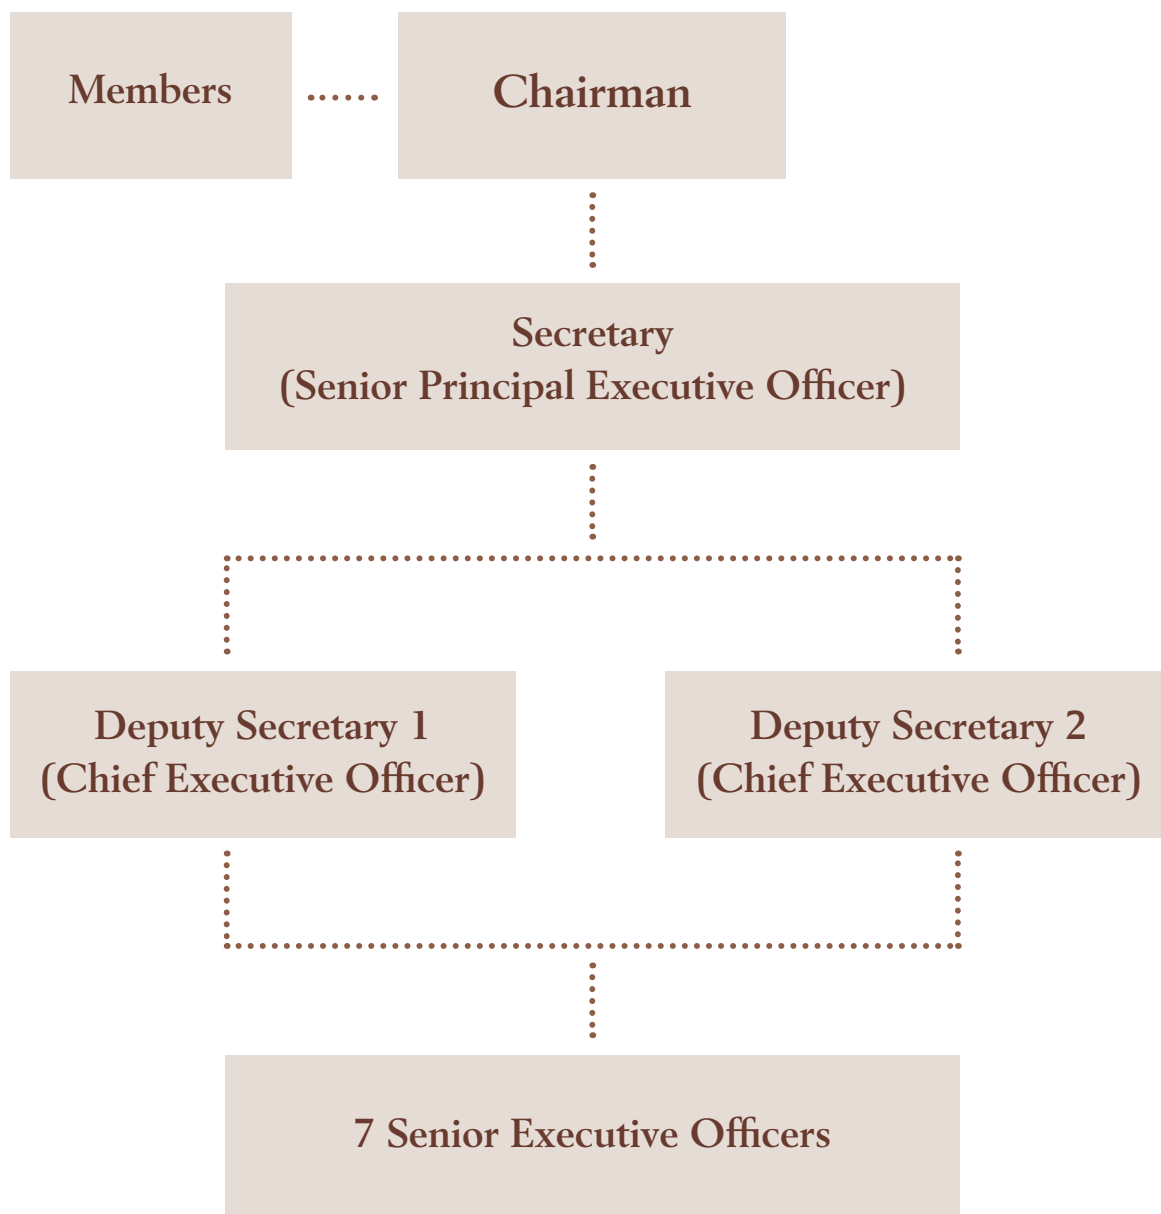 Members
Chairman
Secretary
(Senior Principal Executive Officer)
Deputy Secretary 1
(Chief Executive Officer)
Deputy Secretary 2
(Chief Executive Officer)
7 Senior Executive Officers